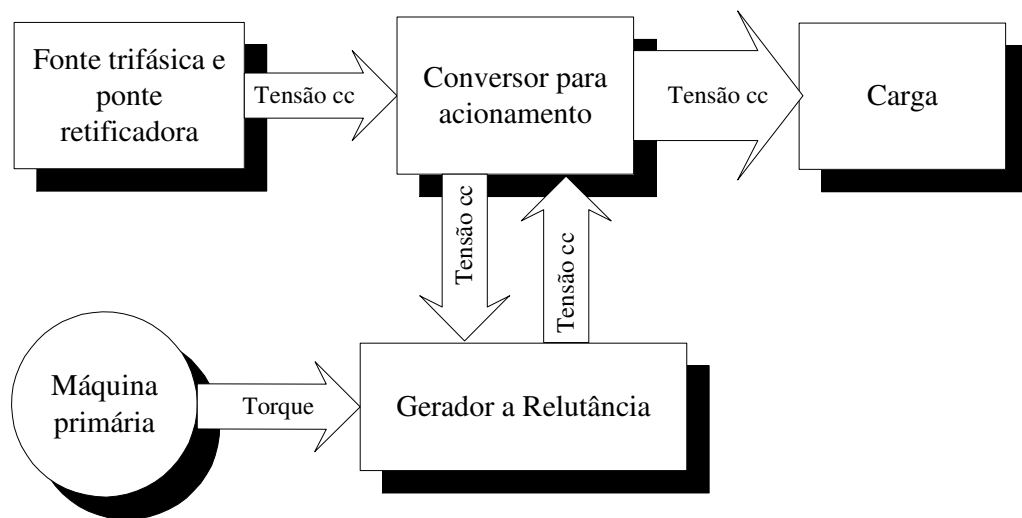 Fonte trifásica e
ponte
retificadora
Tensão cc
Conversor para
acionamento
Tensão cc
Carga
Tensão cc
Tensão cc
Máquina
primária
Torque
Gerador a Relutância